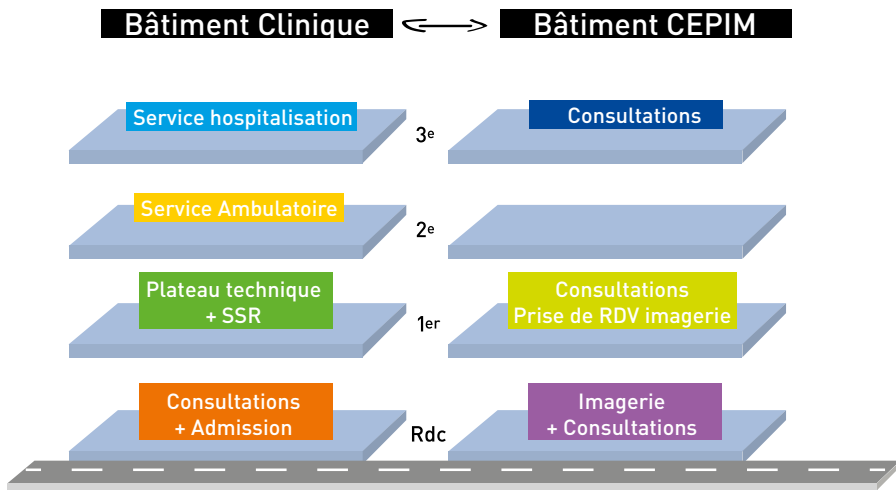 Bâtiment Clinique
Bâtiment CEPIM
Service hospitalisation
3e
Consultations
Service Ambulatoire
2e
Plateau technique
+ SSR
1er
Consultations
Prise de RDV imagerie
Consultations
+ Admission
Rdc
Imagerie
+ Consultations